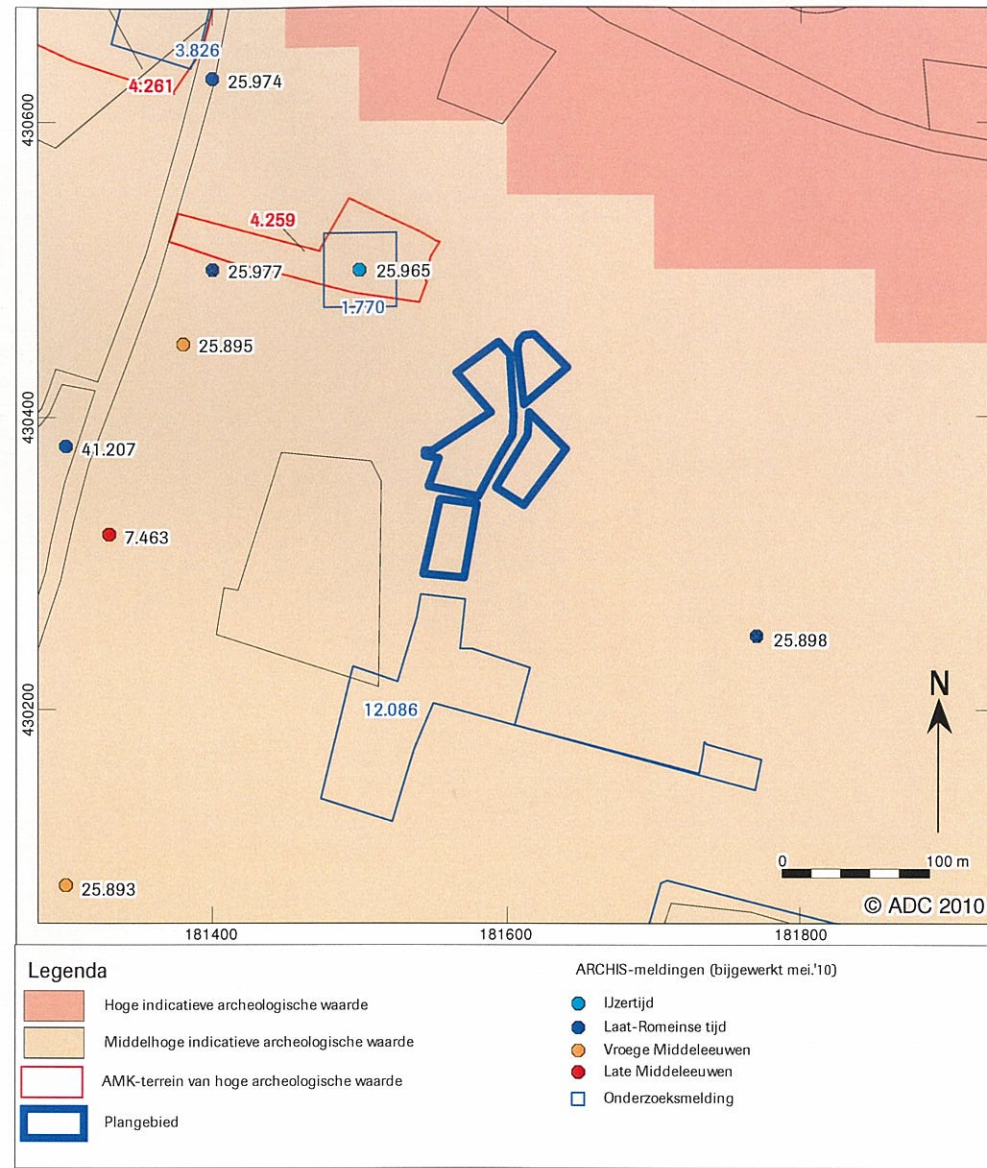 3.826
4.261
25.974
430600
4.259
25.977
25.965
1.770
25.895
430400
41.207
7.463
25.898
430200
12.086
N
25.893
0 100 m
© ADC 2010
181400 181600 181800
Legenda
Hoge indicatieve archeologische waarde
Middelhoge indicatieve archeologische waarde
AMK-terrein van hoge archeologische waarde
Plangebied
ARCHIS-meldingen (bijgewerkt mei.'10)
IJzertijd
Laat-Romeinse tijd
Vroege Middeleeuwen
Late Middeleeuwen
Onderzoeksmelding